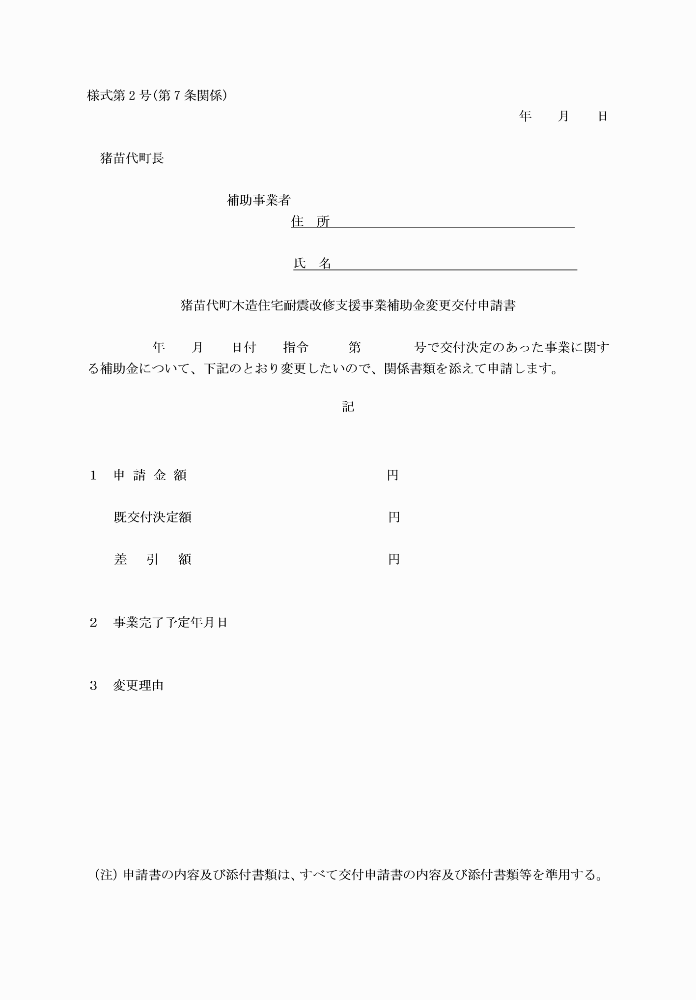 様式第2号(第7条関係)
年　　月　　日
猪苗代町長
補助事業者
住　所
氏　名
猪苗代町木造住宅耐震改修支援事業補助金変更交付申請書
年　　月　　日付　　指令　　　第　　　　号で交付決定のあった事業に関す
る補助金について、下記のとおり変更したいので、関係書類を添えて申請します。
記
１　申 請 金 額　　　　　　　　　　　　　　　円
既交付決定額　　　　　　　　　　　　　　　円
差　引　額　　　　　　　　　　　　　　　円
２　事業完了予定年月日
３　変更理由
(注) 申請書の内容及び添付書類は、すべて交付申請書の内容及び添付書類等を準用する。